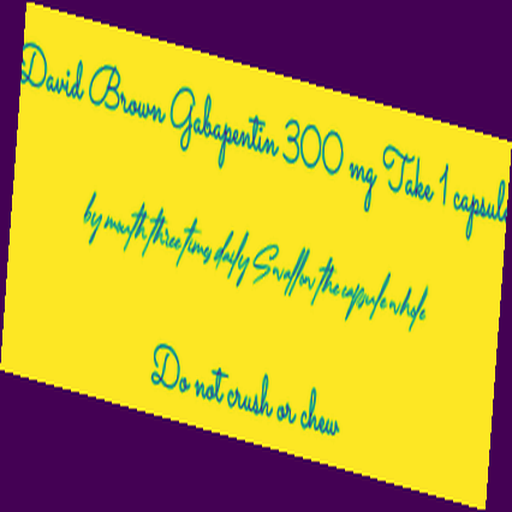 David Brown Gabapentin 300 mg Take 1 capsule
by mouth three times daily Swallow the capsule whole
Do not crush or chew